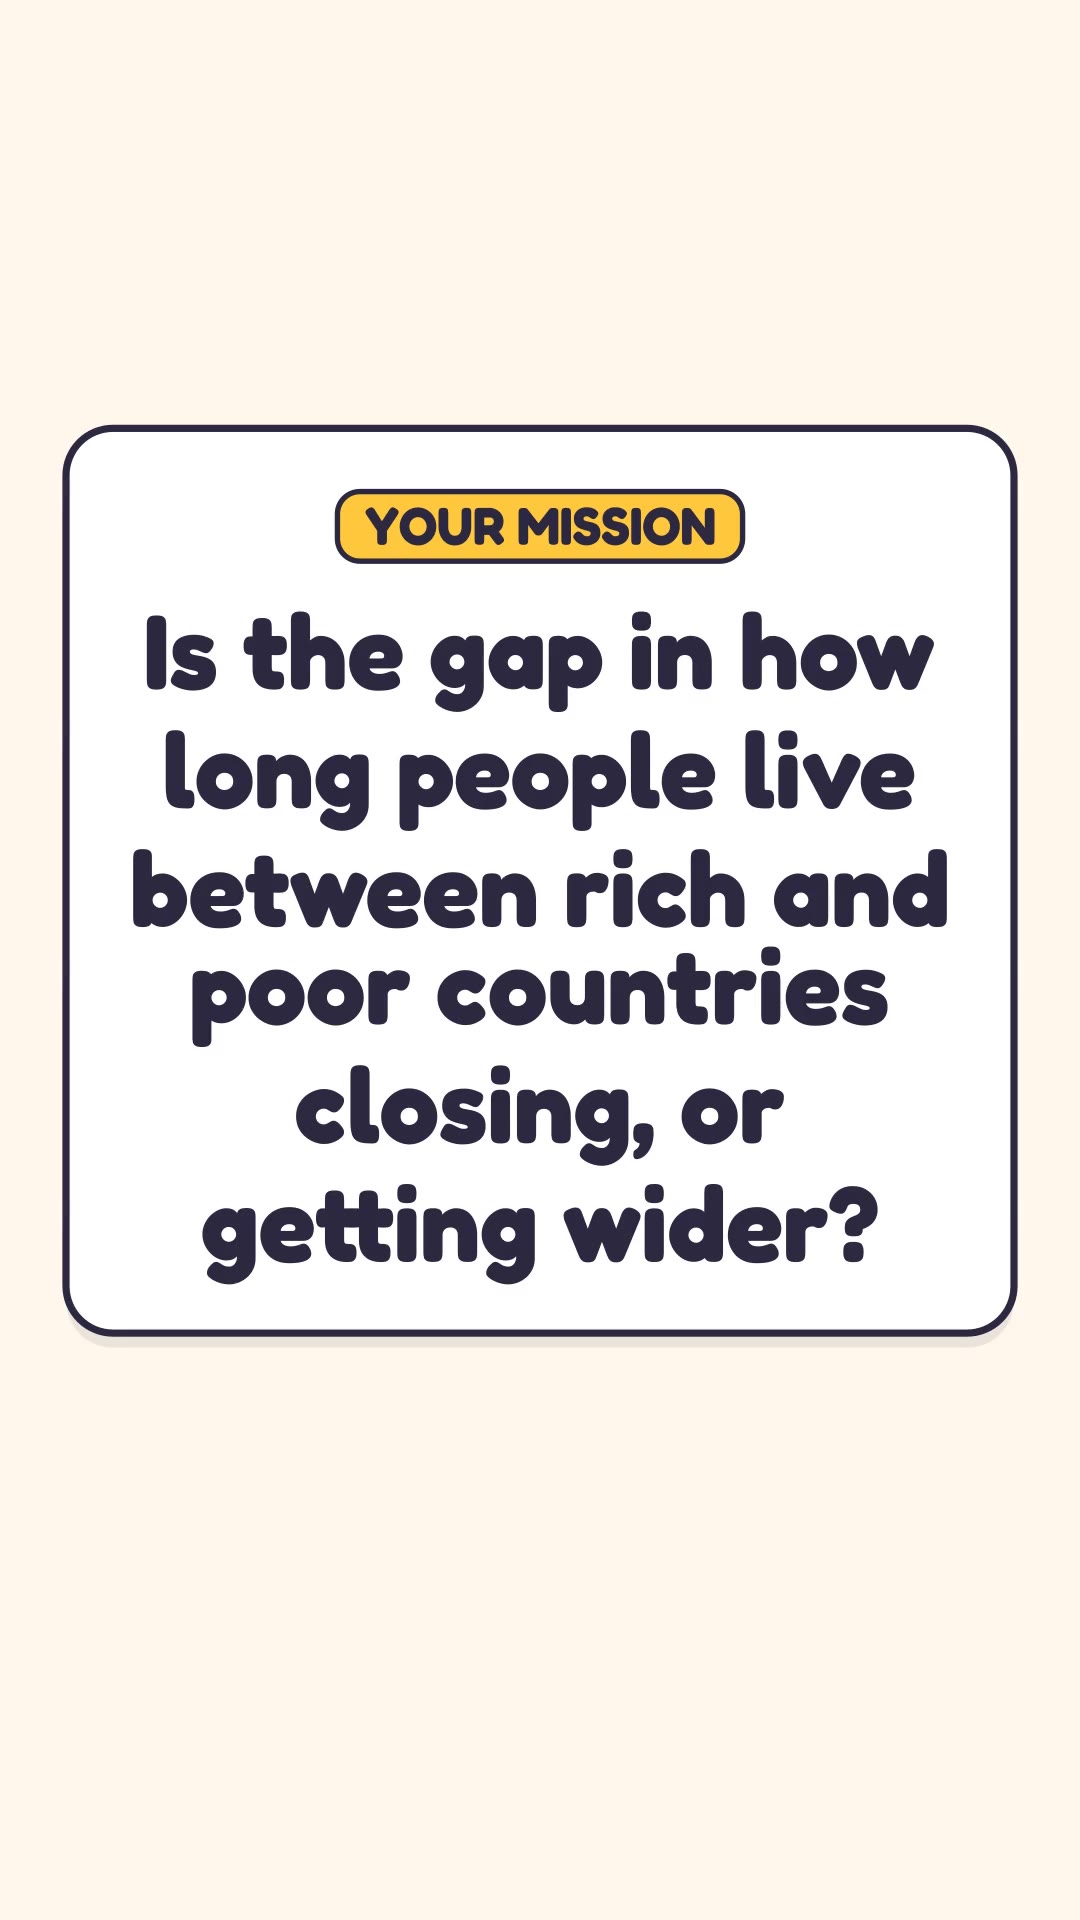 YOUR MISSION
Is the gap in how
long people live
between rich and
poor countries
closing, or
getting wider?